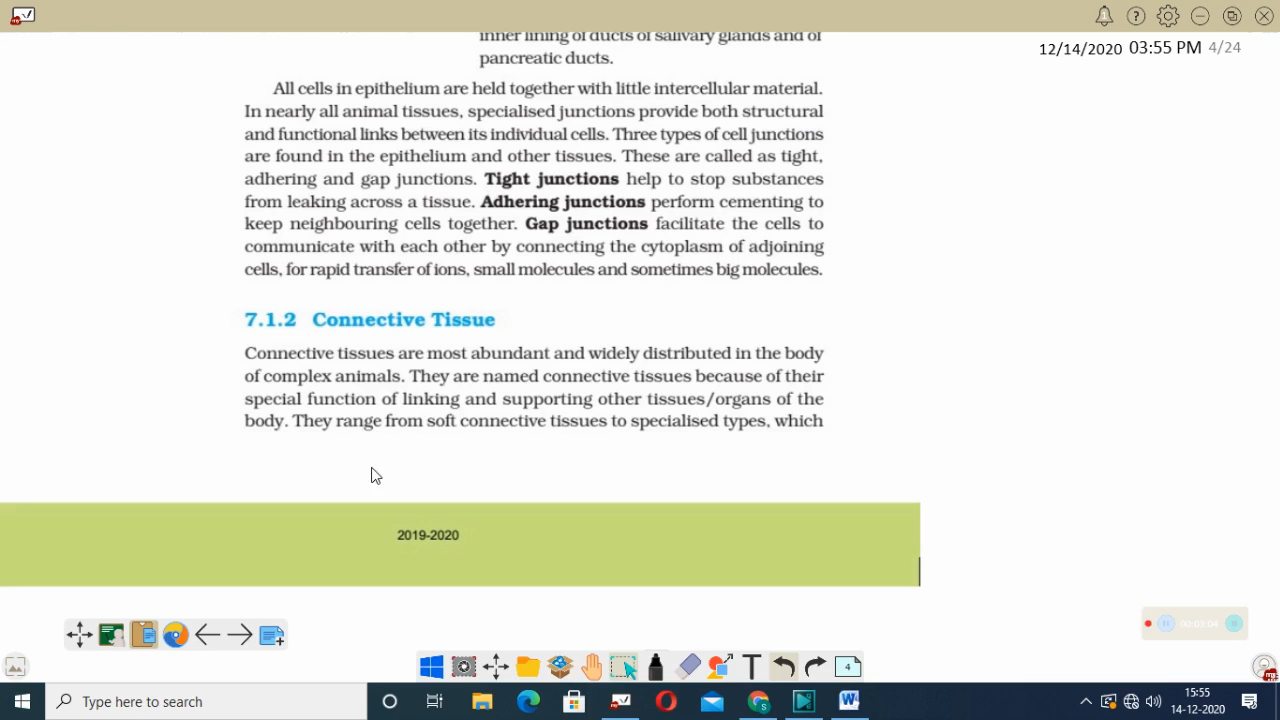 12/14/2020 03:55 PM 4/24
inner lining of ducts of salivary glands and of
pancreatic ducts.
All cells in epithelium are held together with little intercellular material.
In nearly all animal tissues, specialised junctions provide both structural
and functional links between its individual cells. Three types of cell junctions
are found in the epithelium and other tissues. These are called as tight,
adhering and gap junctions. Tight junctions help to stop substances
from leaking across a tissue. Adhering junctions perform cementing to
keep neighbouring cells together. Gap junctions facilitate the cells to
communicate with each other by connecting the cytoplasm of adjoining
cells, for rapid transfer of ions, small molecules and sometimes big molecules.
7.1.2 Connective Tissue
Connective tissues are most abundant and widely distributed in the body
of complex animals. They are named connective tissues because of their
special function of linking and supporting other tissues/organs of the
body. They range from soft connective tissues to specialised types, which
2019-2020
00:03:04
4
Type here to search
15:55
14-12-2020